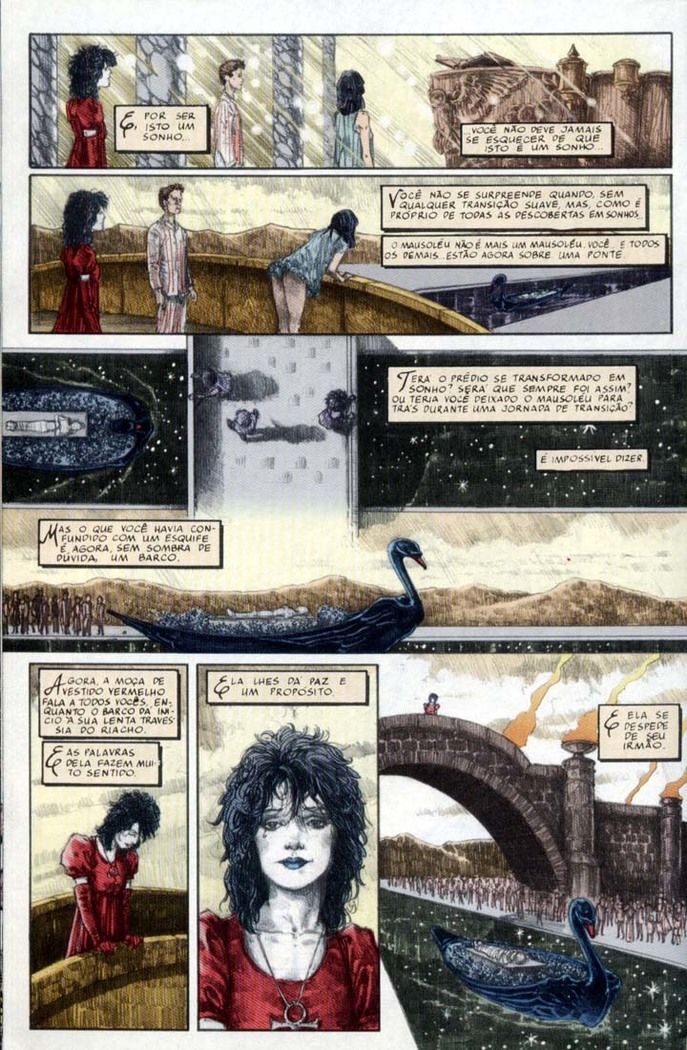 E, POR SER
ISTO UM
SONHO...
...VOCÊ NÃO DEVE JAMAIS
SE ESQUECER DE QUE
ISTO É UM SONHO...
VOCÊ NÃO SE SURPREENDE QUANDO, SEM
QUALQUER TRANSIÇÃO SUAVE, MAS, COMO É
PRÓPRIO DE TODAS AS DESCOBERTAS EM SONHOS...
O MAUSOLÉU NÃO É MAIS UM MAUSOLÉU. VOCÊ... E TODOS
OS DEMAIS... ESTÃO AGORA SOBRE UMA PONTE.
TERÁ O PRÉDIO SE TRANSFORMADO EM
SONHO? SERÁ QUE SEMPRE FOI ASSIM?
OU TERIA VOCÊ DEIXADO O MAUSOLÉU PARA
TRÁS DURANTE UMA JORNADA DE TRANSIÇÃO?
É IMPOSSÍVEL DIZER.
MAS O QUE VOCÊ HAVIA CON-
FUNDIDO COM UM ESQUIFE
É, AGORA, SEM SOMBRA DE
DÚVIDA, UM BARCO.
AGORA, A MOÇA DE
VESTIDO VERMELHO
FALA A TODOS VOCÊS, EN-
QUANTO O BARCO DÁ INÍ-
CIO À SUA LENTA TRAVES-
SIA DO RIACHO.
E AS PALAVRAS
DELA FAZEM MUI-
TO SENTIDO.
ELA LHES DÁ PAZ E
UM PROPÓSITO.
E ELA SE
DESPEDE
DE SEU
IRMÃO.